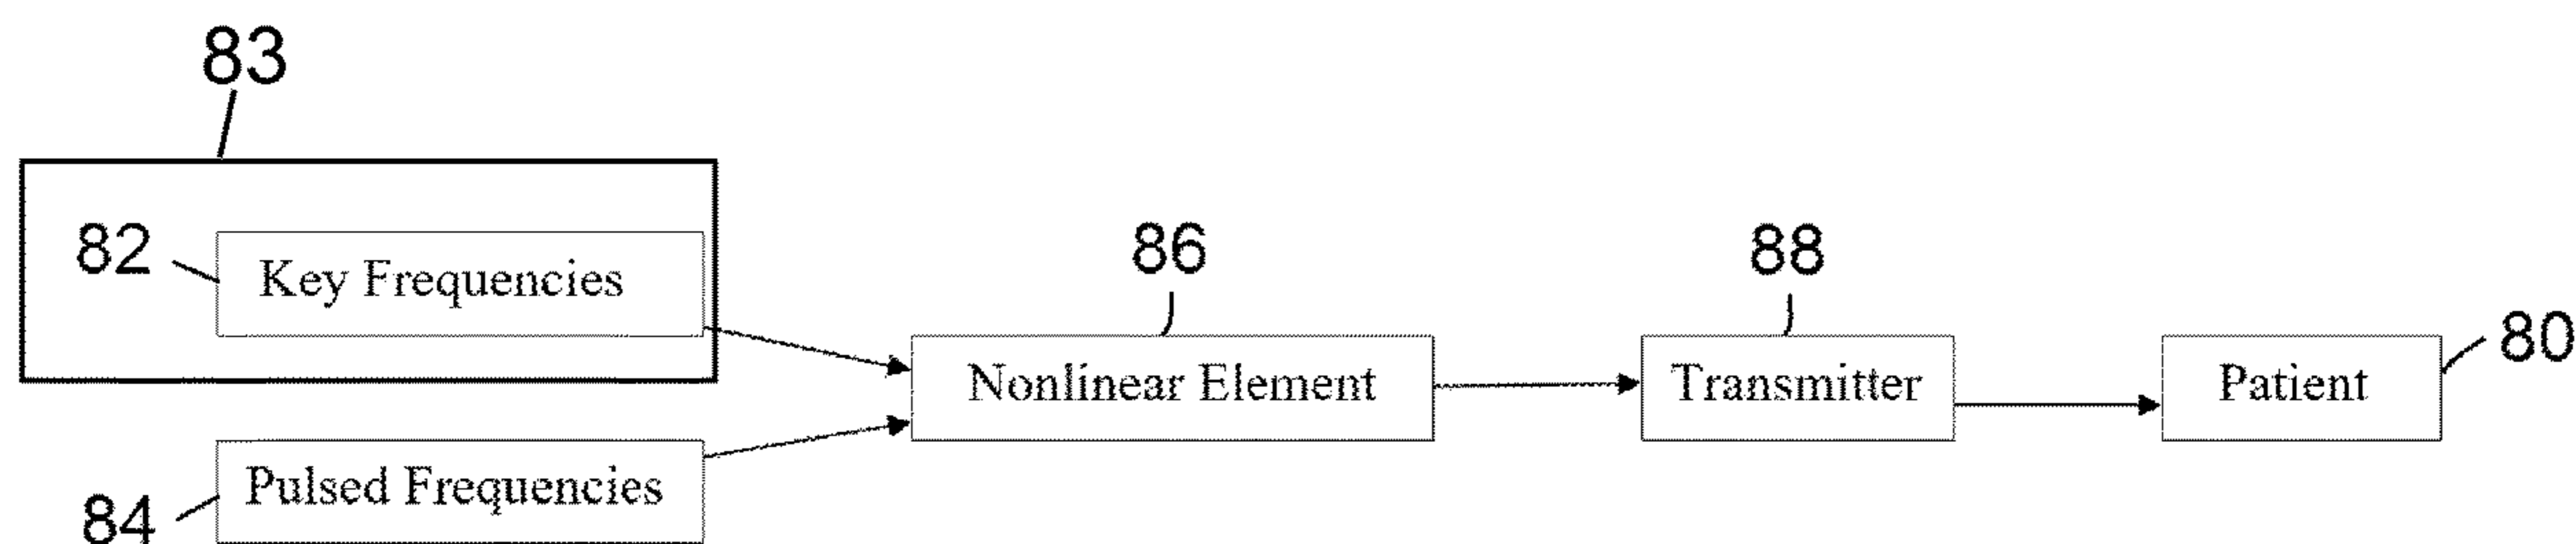 83
82
Key Frequencies
86
88
Nonlinear Element
Transmitter
Patient
80
84
Pulsed Frequencies